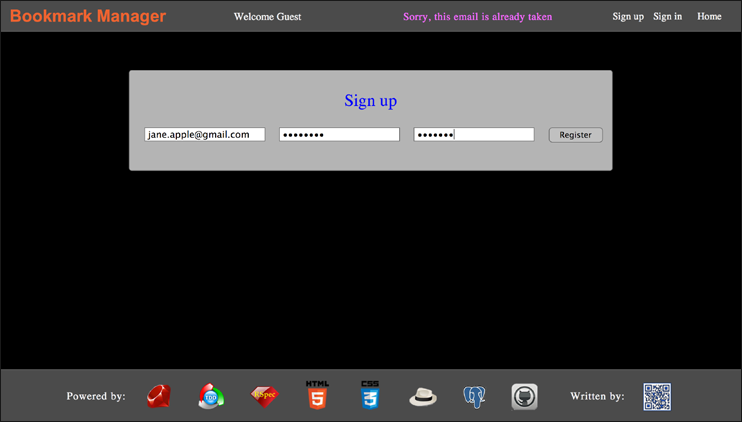 Bookmark Manager
Welcome Guest
Sorry, this email is already taken
Sign up
Sign in
Home
Sign up
jane.apple@gmail.com
••••••••
•••••••
Register
Powered by:
TDD
RSpec
HTML
5
CSS
3
Written by: